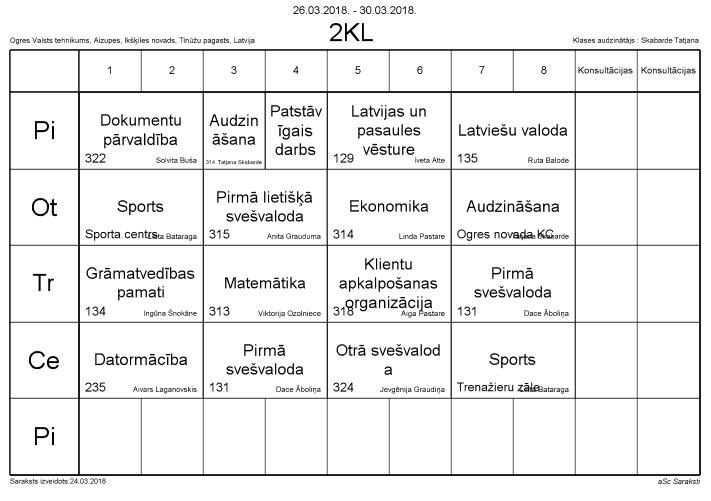 26.03.2018. - 30.03.2018.
Ogres Valsts tehnikums, Aizupes, Ikšķiles novads, Tīnūžu pagasts, Latvija
2KL
Klases audzinātājs : Skabarde Tatjana
1 2 3 4 5 6 7 8 Konsultācijas Konsultācijas
Pi
Dokumentu
pārvaldība
322 Solvita Buša
Audzin
āšana
314 Tatjana Skabarde
Patstāv
īgais
darbs
Latvijas un
pasaules
vēsture
129 Iveta Atte
Latviešu valoda
135 Ruta Balode
Ot
Sports
Sporta centrs Bataraga
Pirmā lietišķā
svešvaloda
315 Anita Grauduma
Ekonomika
314 Linda Pastare
Audzināšana
Ogres novada KC Skabarde
Tr
Grāmatvedības
pamati
134 Ingūna Šnokāne
Matemātika
313 Viktorija Ozolniece
Klientu
apkalpošanas
organizācija
318 Aiga Pastare
Pirmā
svešvaloda
131 Dace Āboliņa
Ce
Datormācība
235 Aivars Laganovskis
Pirmā
svešvaloda
131 Dace Āboliņa
Otrā svešvalod
a
324 Jevgēnija Graudiņa
Sports
Trenažieru zāle Bataraga
Pi
Saraksts izveidots:24.03.2018
aSc Saraksti